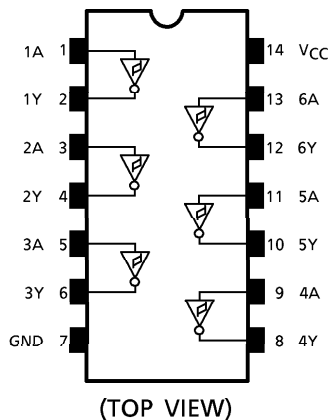 1A 1 14 VCC
1Y 2 13 6A
2A 3 12 6Y
2Y 4 11 5A
3A 5 10 5Y
3Y 6 9 4A
GND 7 8 4Y
(TOP VIEW)